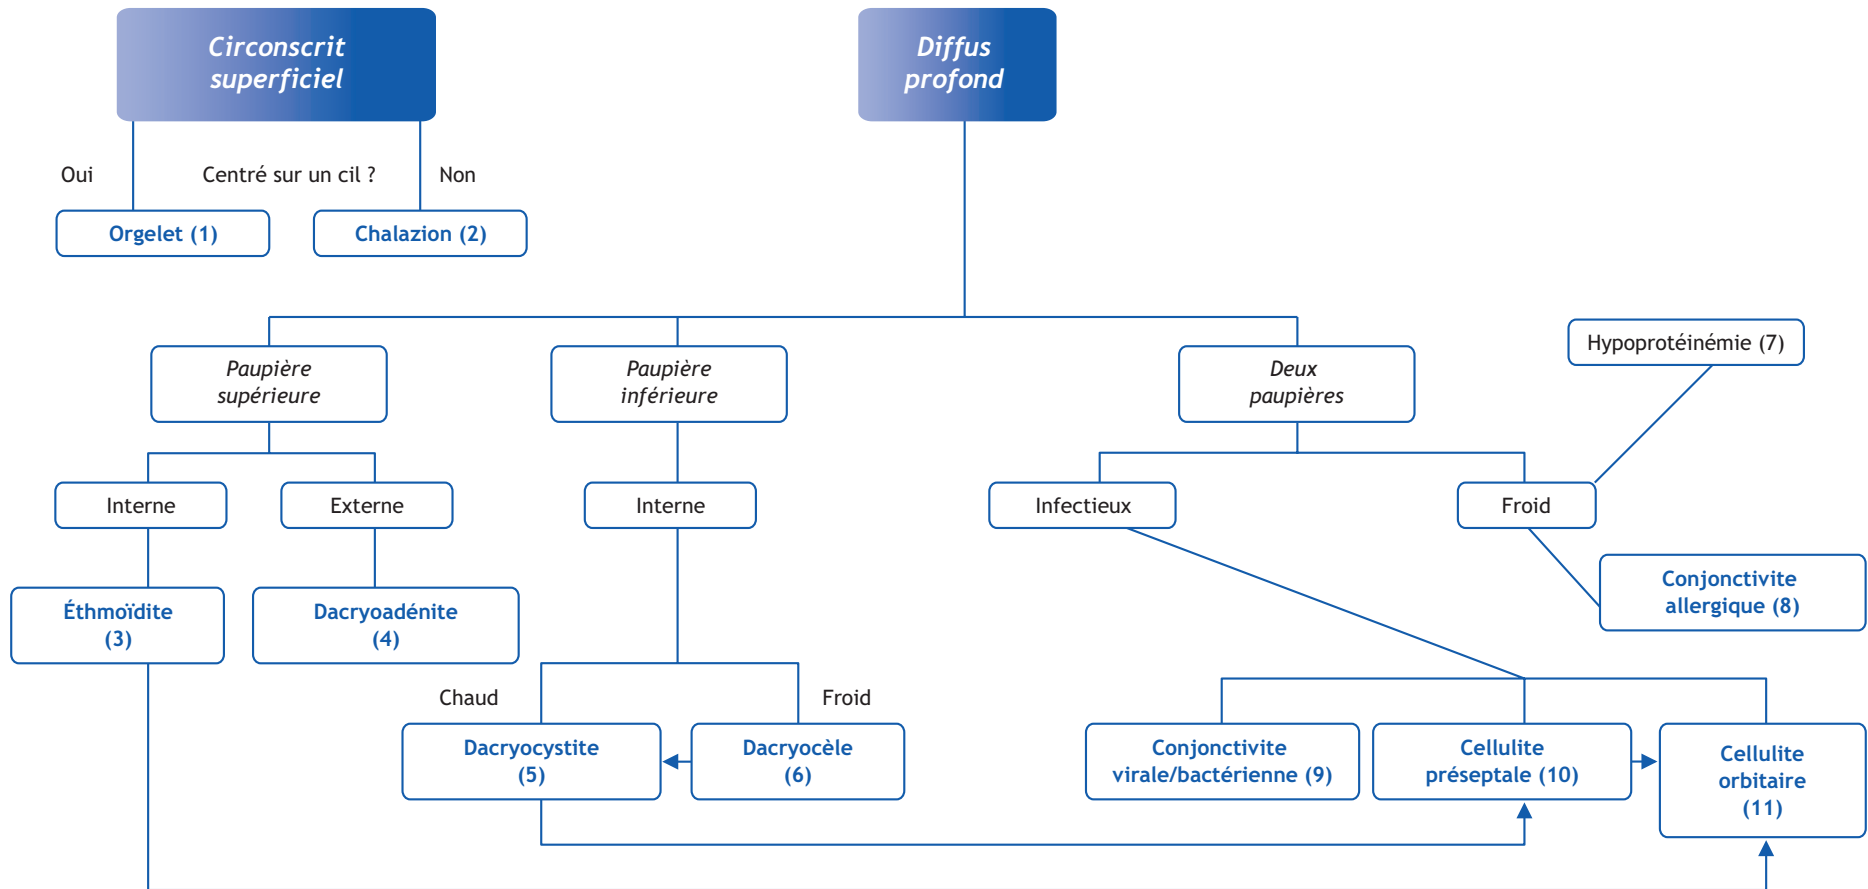 Circonscrit
superficiel
Diffus
profond
Oui
Centré sur un cil ?
Non
Orgelet (1)
Chalazion (2)
Paupière
supérieure
Paupière
inférieure
Deux
paupières
Hypoprotéinémie (7)
Interne
Externe
Interne
Infectieux
Froid
Éthmoïdite
(3)
Dacryoadénite
(4)
Conjonctivite
allergique (8)
Chaud
Froid
Dacryocystite
(5)
Dacryocèle
(6)
Conjonctivite
virale/bactérienne (9)
Cellulite
préseptale (10)
Cellulite
orbitaire
(11)